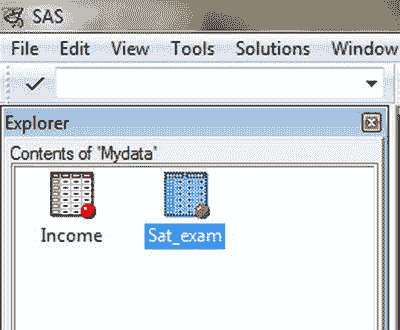 SAS
File Edit View Tools Solutions Window
Explorer
Contents of 'Mydata'
Income Sat_exam